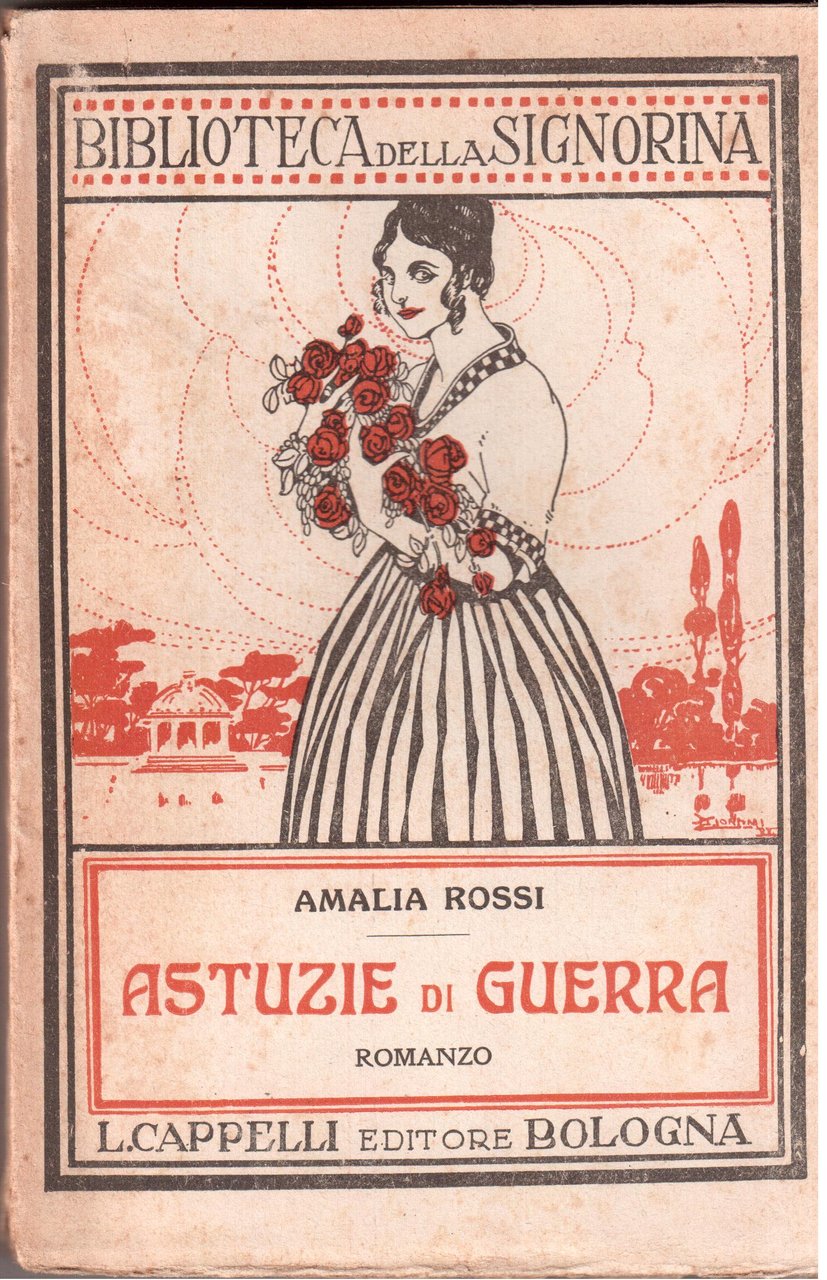 BIBLIOTECA DELLA SIGNORINA
AMALIA ROSSI
ASTUZIE DI GUERRA
ROMANZO
L. CAPPELLI EDITORE BOLOGNA